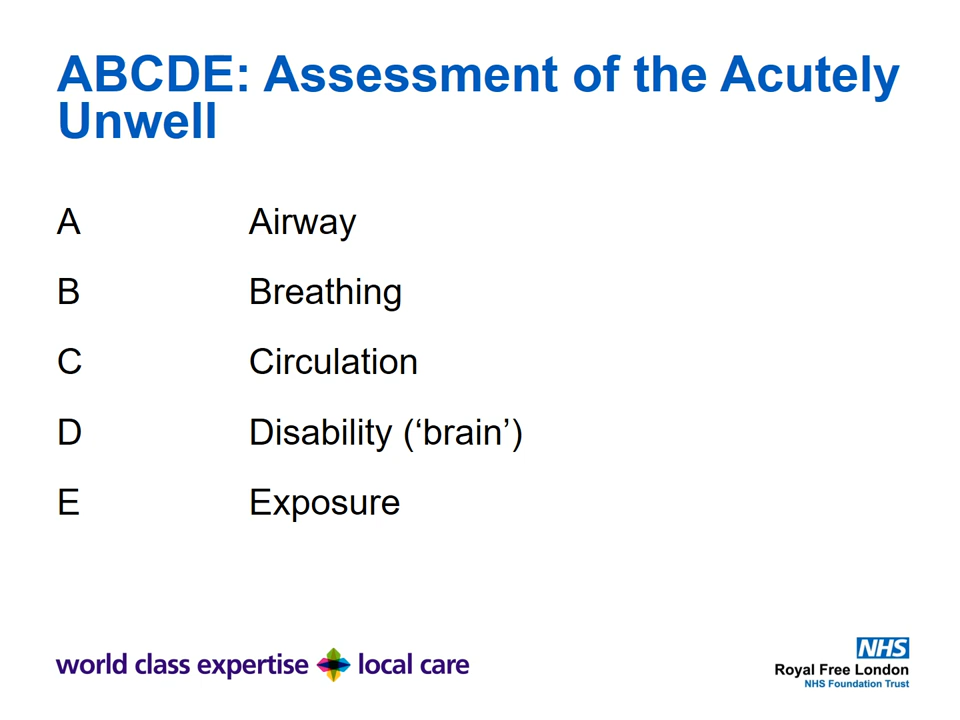 ABCDE: Assessment of the Acutely
Unwell
A Airway
B Breathing
C Circulation
D Disability (‘brain’)
E Exposure
world class expertise local care
NHS
Royal Free London
NHS Foundation Trust